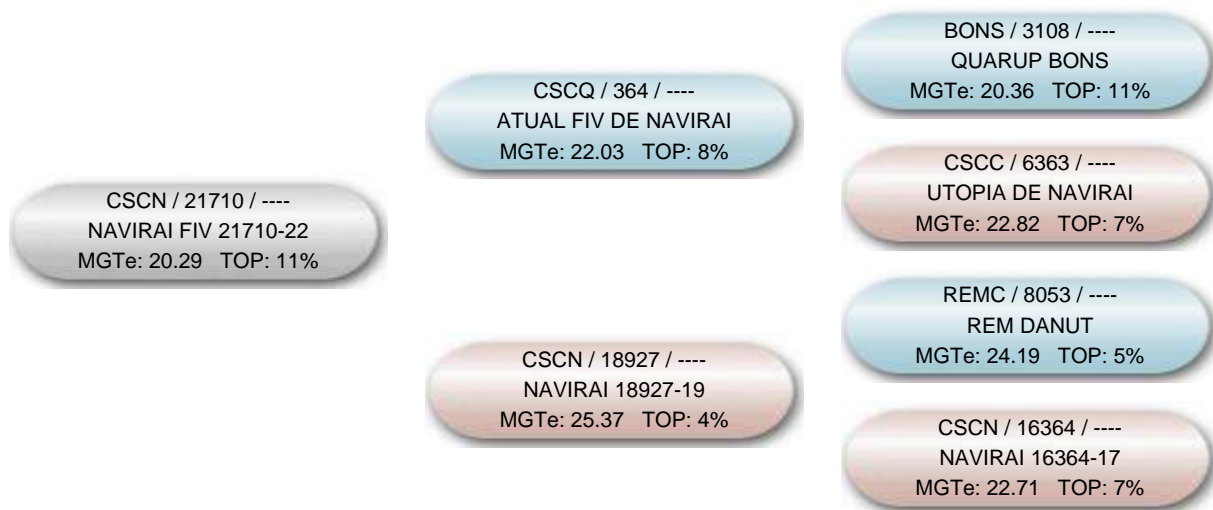 CSCN / 21710 / ----
NAVIRAI FIV 21710-22
MGTe: 20.29 TOP: 11%
CSCQ / 364 / ----
ATUAL FIV DE NAVIRAI
MGTe: 22.03 TOP: 8%
CSCN / 18927 / ----
NAVIRAI 18927-19
MGTe: 25.37 TOP: 4%
BONS / 3108 / ----
QUARUP BONS
MGTe: 20.36 TOP: 11%
CSCC / 6363 / ----
UTOPIA DE NAVIRAI
MGTe: 22.82 TOP: 7%
REMC / 8053 / ----
REM DANUT
MGTe: 24.19 TOP: 5%
CSCN / 16364 / ----
NAVIRAI 16364-17
MGTe: 22.71 TOP: 7%